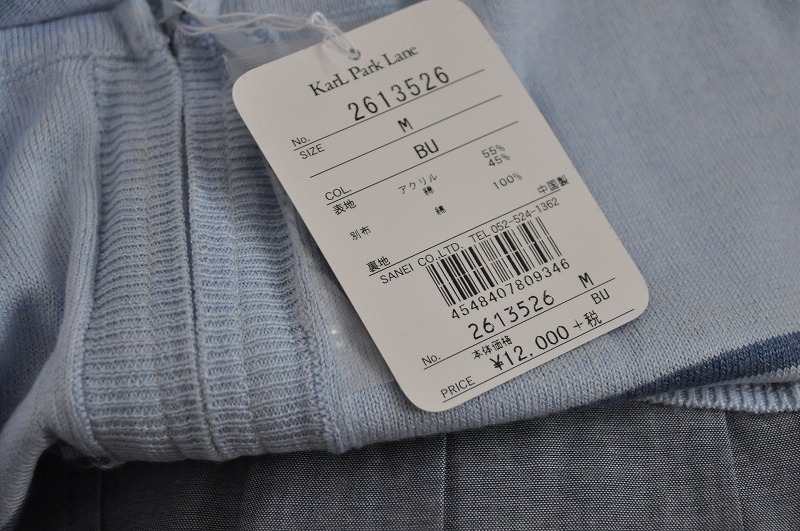 KarL Park Lane
No. 2613526
SIZE M
COL. BU
表地 アクリル 55%
綿 45%
別布 綿 100%
裏地 中国製
SANEI CO.,LTD. TEL 052-524-1362
4548407809346
No. 2613526 M
本体価格 BU
PRICE ¥12,000+税